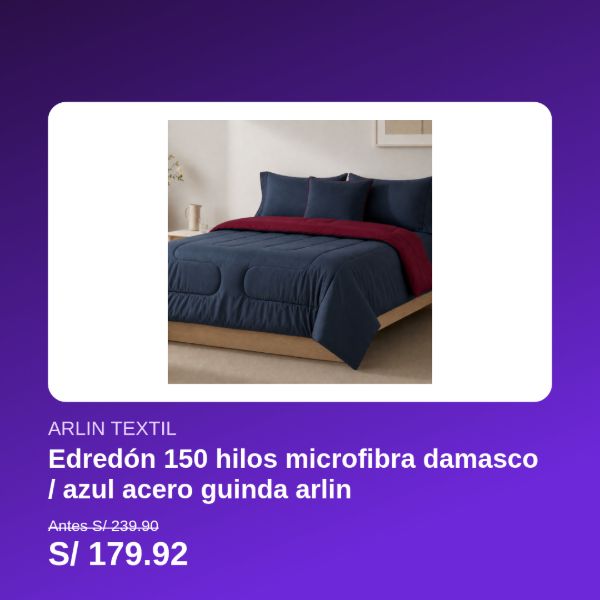 ARLIN TEXTIL
Edredón 150 hilos microfibra damasco
/ azul acero guinda arlin
Antes S/ 239.90
S/ 179.92